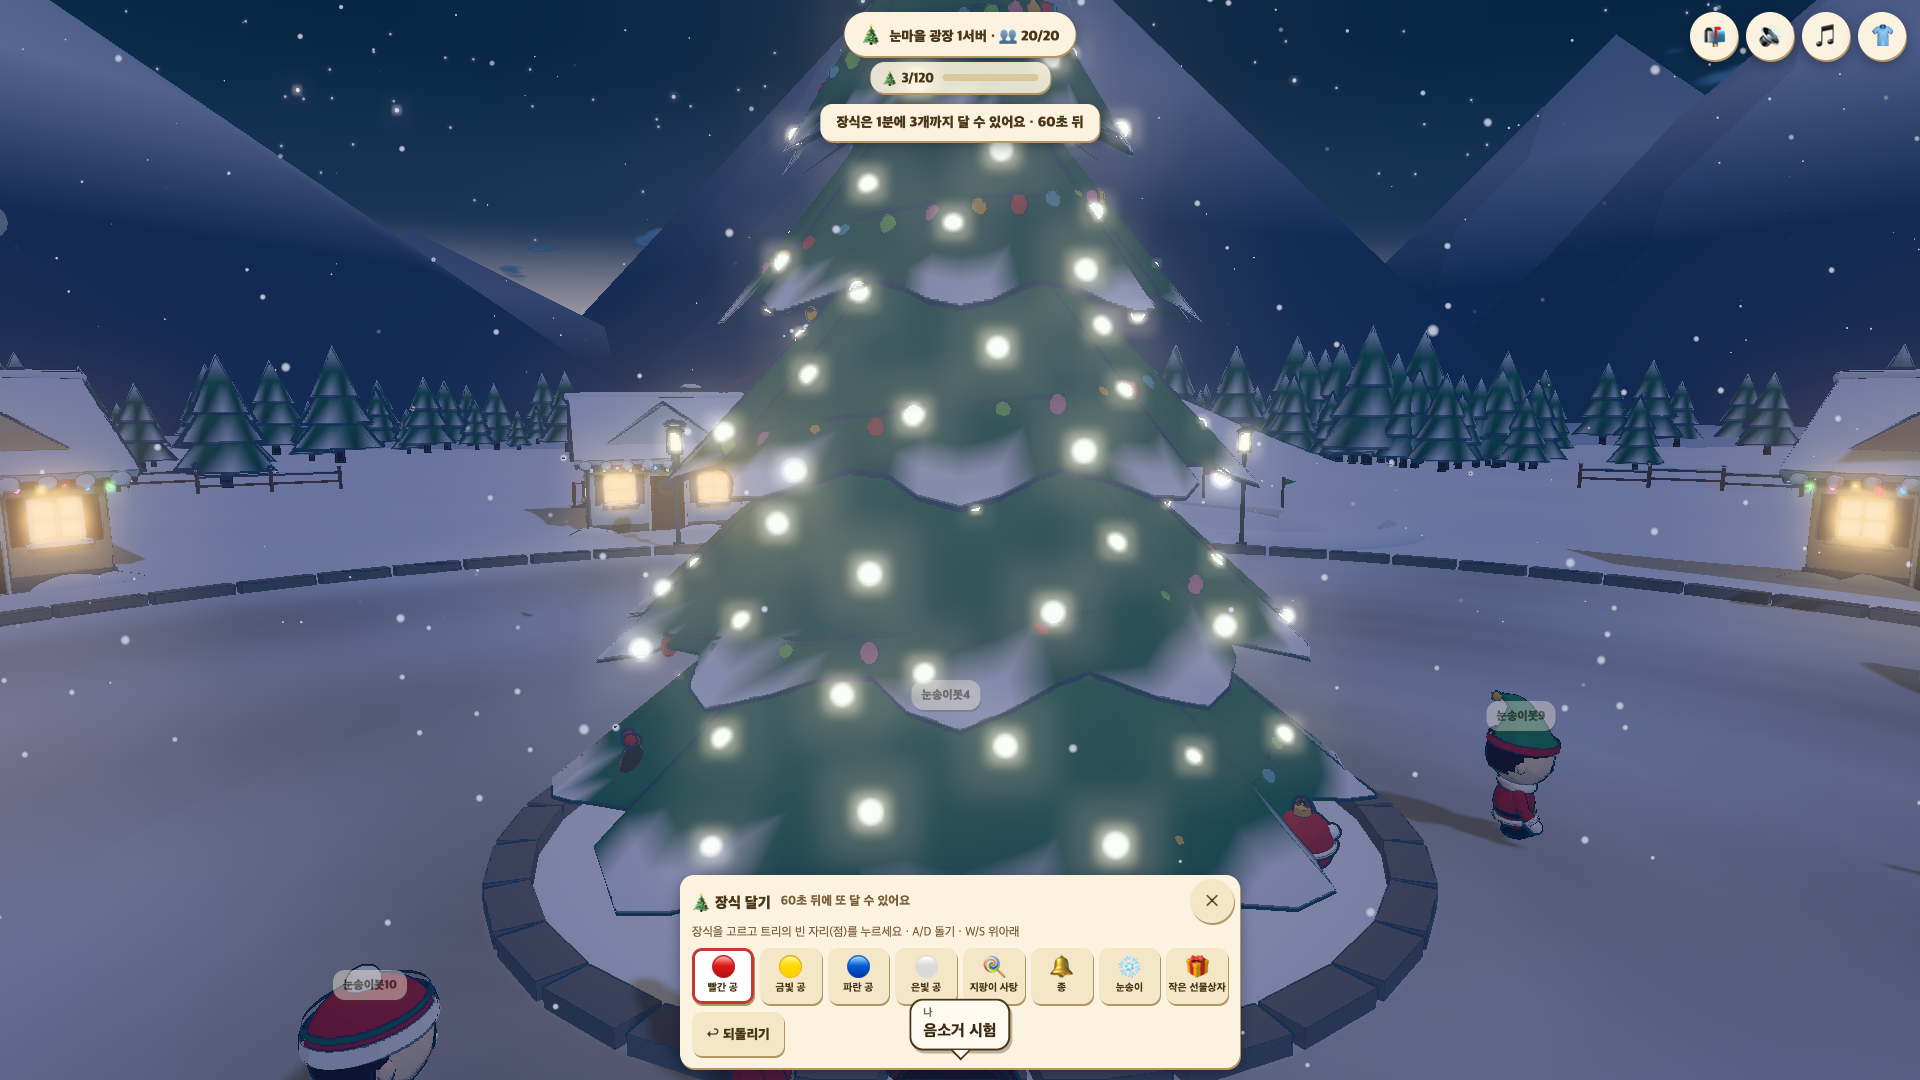 🎄 눈마을 광장 1서버 · 👥 20/20
🎄 3/120
장식은 1분에 3개까지 달 수 있어요 · 60초 뒤
눈송이봇4
눈송이봇9
눈송이봇10
🎄 장식 달기 60초 뒤에 또 달 수 있어요
장식을 고르고 트리의 빈 자리(점)를 누르세요 · A/D 돌기 · W/S 위아래
빨간 공
금빛 공
파란 공
은빛 공
지팡이 사탕
종
눈송이
작은 선물상자
↩ 되돌리기
나
음소거 시험